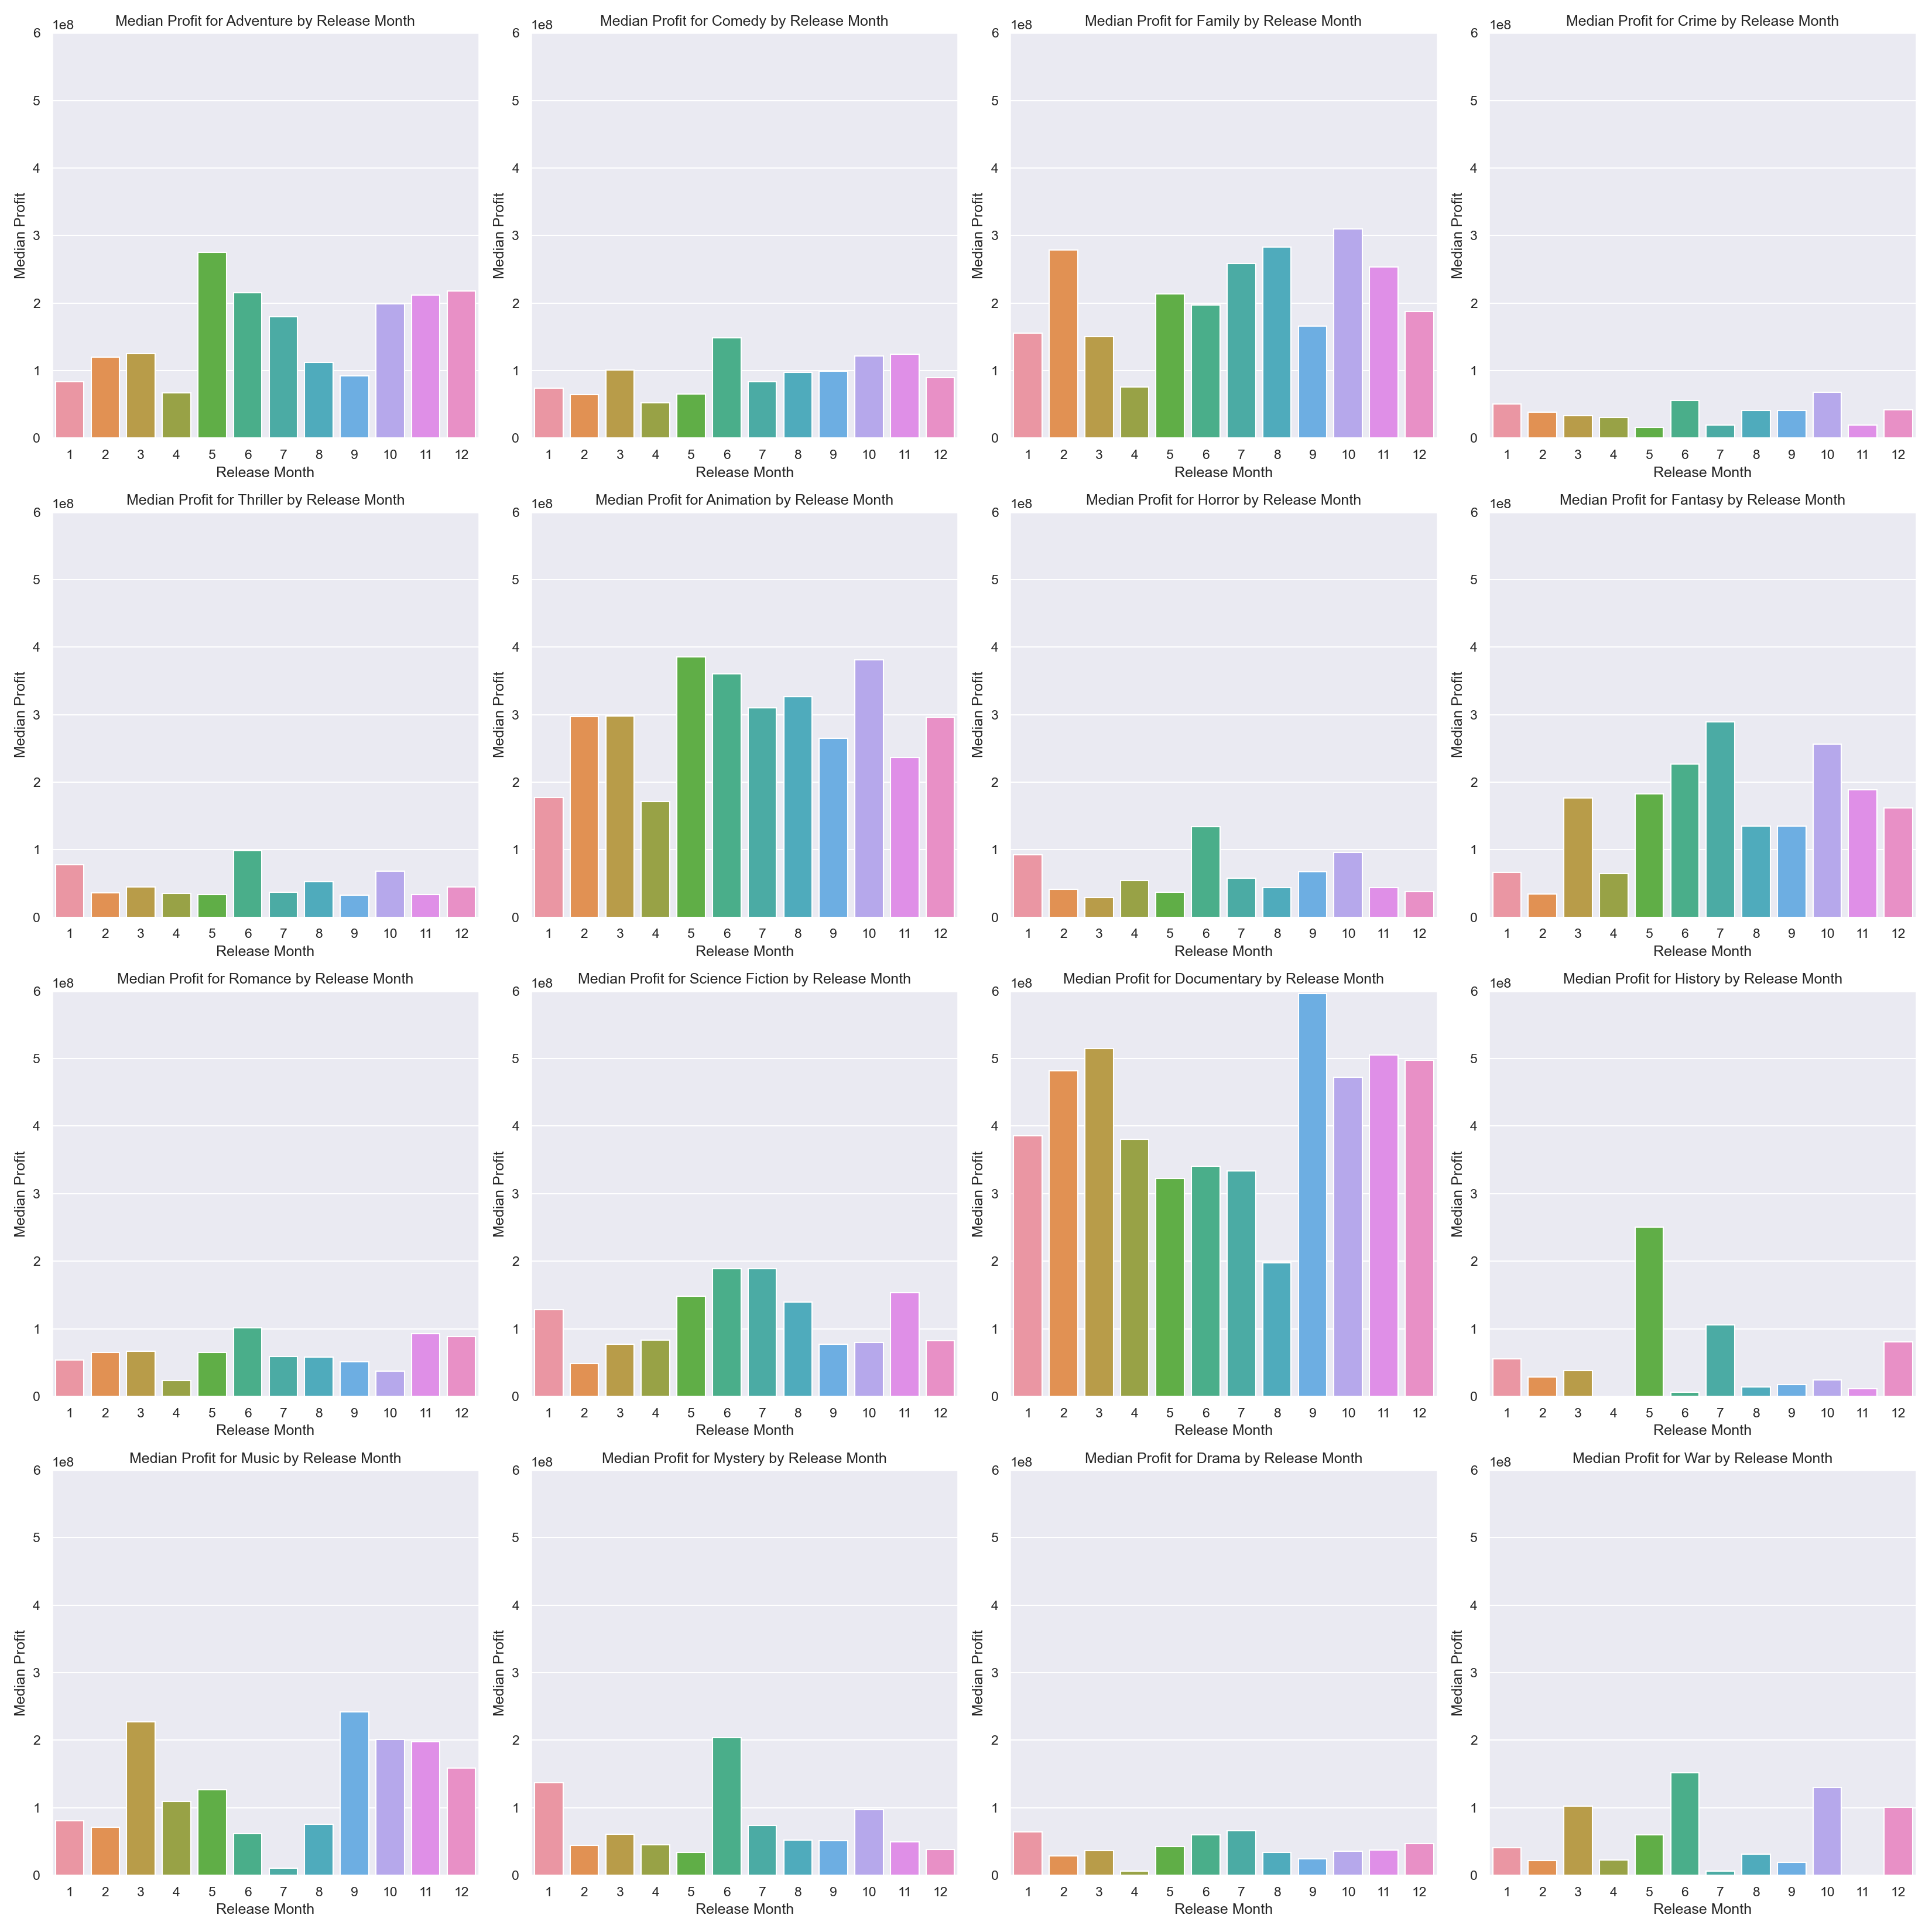 Median Profit for Adventure by Release Month
1e8
6
5
4
3
2
1
0
Median Profit
1 2 3 4 5 6 7 8 9 10 11 12
Release Month
Median Profit for Comedy by Release Month
1e8
6
5
4
3
2
1
0
Median Profit
1 2 3 4 5 6 7 8 9 10 11 12
Release Month
Median Profit for Family by Release Month
1e8
6
5
4
3
2
1
0
Median Profit
1 2 3 4 5 6 7 8 9 10 11 12
Release Month
Median Profit for Crime by Release Month
1e8
6
5
4
3
2
1
0
Median Profit
1 2 3 4 5 6 7 8 9 10 11 12
Release Month
Median Profit for Thriller by Release Month
1e8
6
5
4
3
2
1
0
Median Profit
1 2 3 4 5 6 7 8 9 10 11 12
Release Month
Median Profit for Animation by Release Month
1e8
6
5
4
3
2
1
0
Median Profit
1 2 3 4 5 6 7 8 9 10 11 12
Release Month
Median Profit for Horror by Release Month
1e8
6
5
4
3
2
1
0
Median Profit
1 2 3 4 5 6 7 8 9 10 11 12
Release Month
Median Profit for Fantasy by Release Month
1e8
6
5
4
3
2
1
0
Median Profit
1 2 3 4 5 6 7 8 9 10 11 12
Release Month
Median Profit for Romance by Release Month
1e8
6
5
4
3
2
1
0
Median Profit
1 2 3 4 5 6 7 8 9 10 11 12
Release Month
Median Profit for Science Fiction by Release Month
1e8
6
5
4
3
2
1
0
Median Profit
1 2 3 4 5 6 7 8 9 10 11 12
Release Month
Median Profit for Documentary by Release Month
1e8
6
5
4
3
2
1
0
Median Profit
1 2 3 4 5 6 7 8 9 10 11 12
Release Month
Median Profit for History by Release Month
1e8
6
5
4
3
2
1
0
Median Profit
1 2 3 4 5 6 7 8 9 10 11 12
Release Month
Median Profit for Music by Release Month
1e8
6
5
4
3
2
1
0
Median Profit
1 2 3 4 5 6 7 8 9 10 11 12
Release Month
Median Profit for Mystery by Release Month
1e8
6
5
4
3
2
1
0
Median Profit
1 2 3 4 5 6 7 8 9 10 11 12
Release Month
Median Profit for Drama by Release Month
1e8
6
5
4
3
2
1
0
Median Profit
1 2 3 4 5 6 7 8 9 10 11 12
Release Month
Median Profit for War by Release Month
1e8
6
5
4
3
2
1
0
Median Profit
1 2 3 4 5 6 7 8 9 10 11 12
Release Month